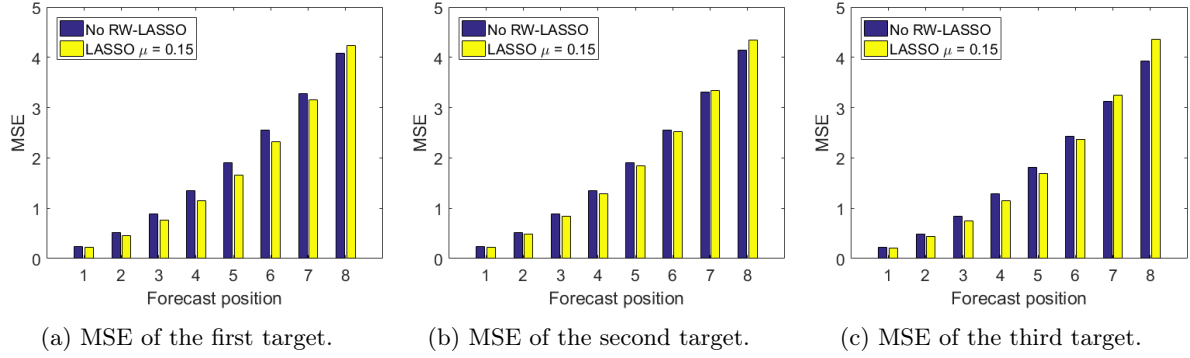 5
4
3
2
1
0
MSE
No RW-LASSO
LASSO μ = 0.15
1 2 3 4 5 6 7 8
Forecast position
(a) MSE of the first target.
5
4
3
2
1
0
MSE
No RW-LASSO
LASSO μ = 0.15
1 2 3 4 5 6 7 8
Forecast position
(b) MSE of the second target.
5
4
3
2
1
0
MSE
No RW-LASSO
LASSO μ = 0.15
1 2 3 4 5 6 7 8
Forecast position
(c) MSE of the third target.